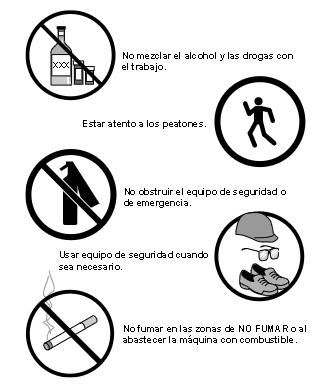 XXX
No mezclar el alcohol y las drogas con
el trabajo.
Estar atento a los peatones.
No obstruir el equipo de seguridad o
de emergencia.
Usar equipo de seguridad cuando
sea necesario.
No fumar en las zonas de NO FUMAR o al
abastecer la máquina con combustible.